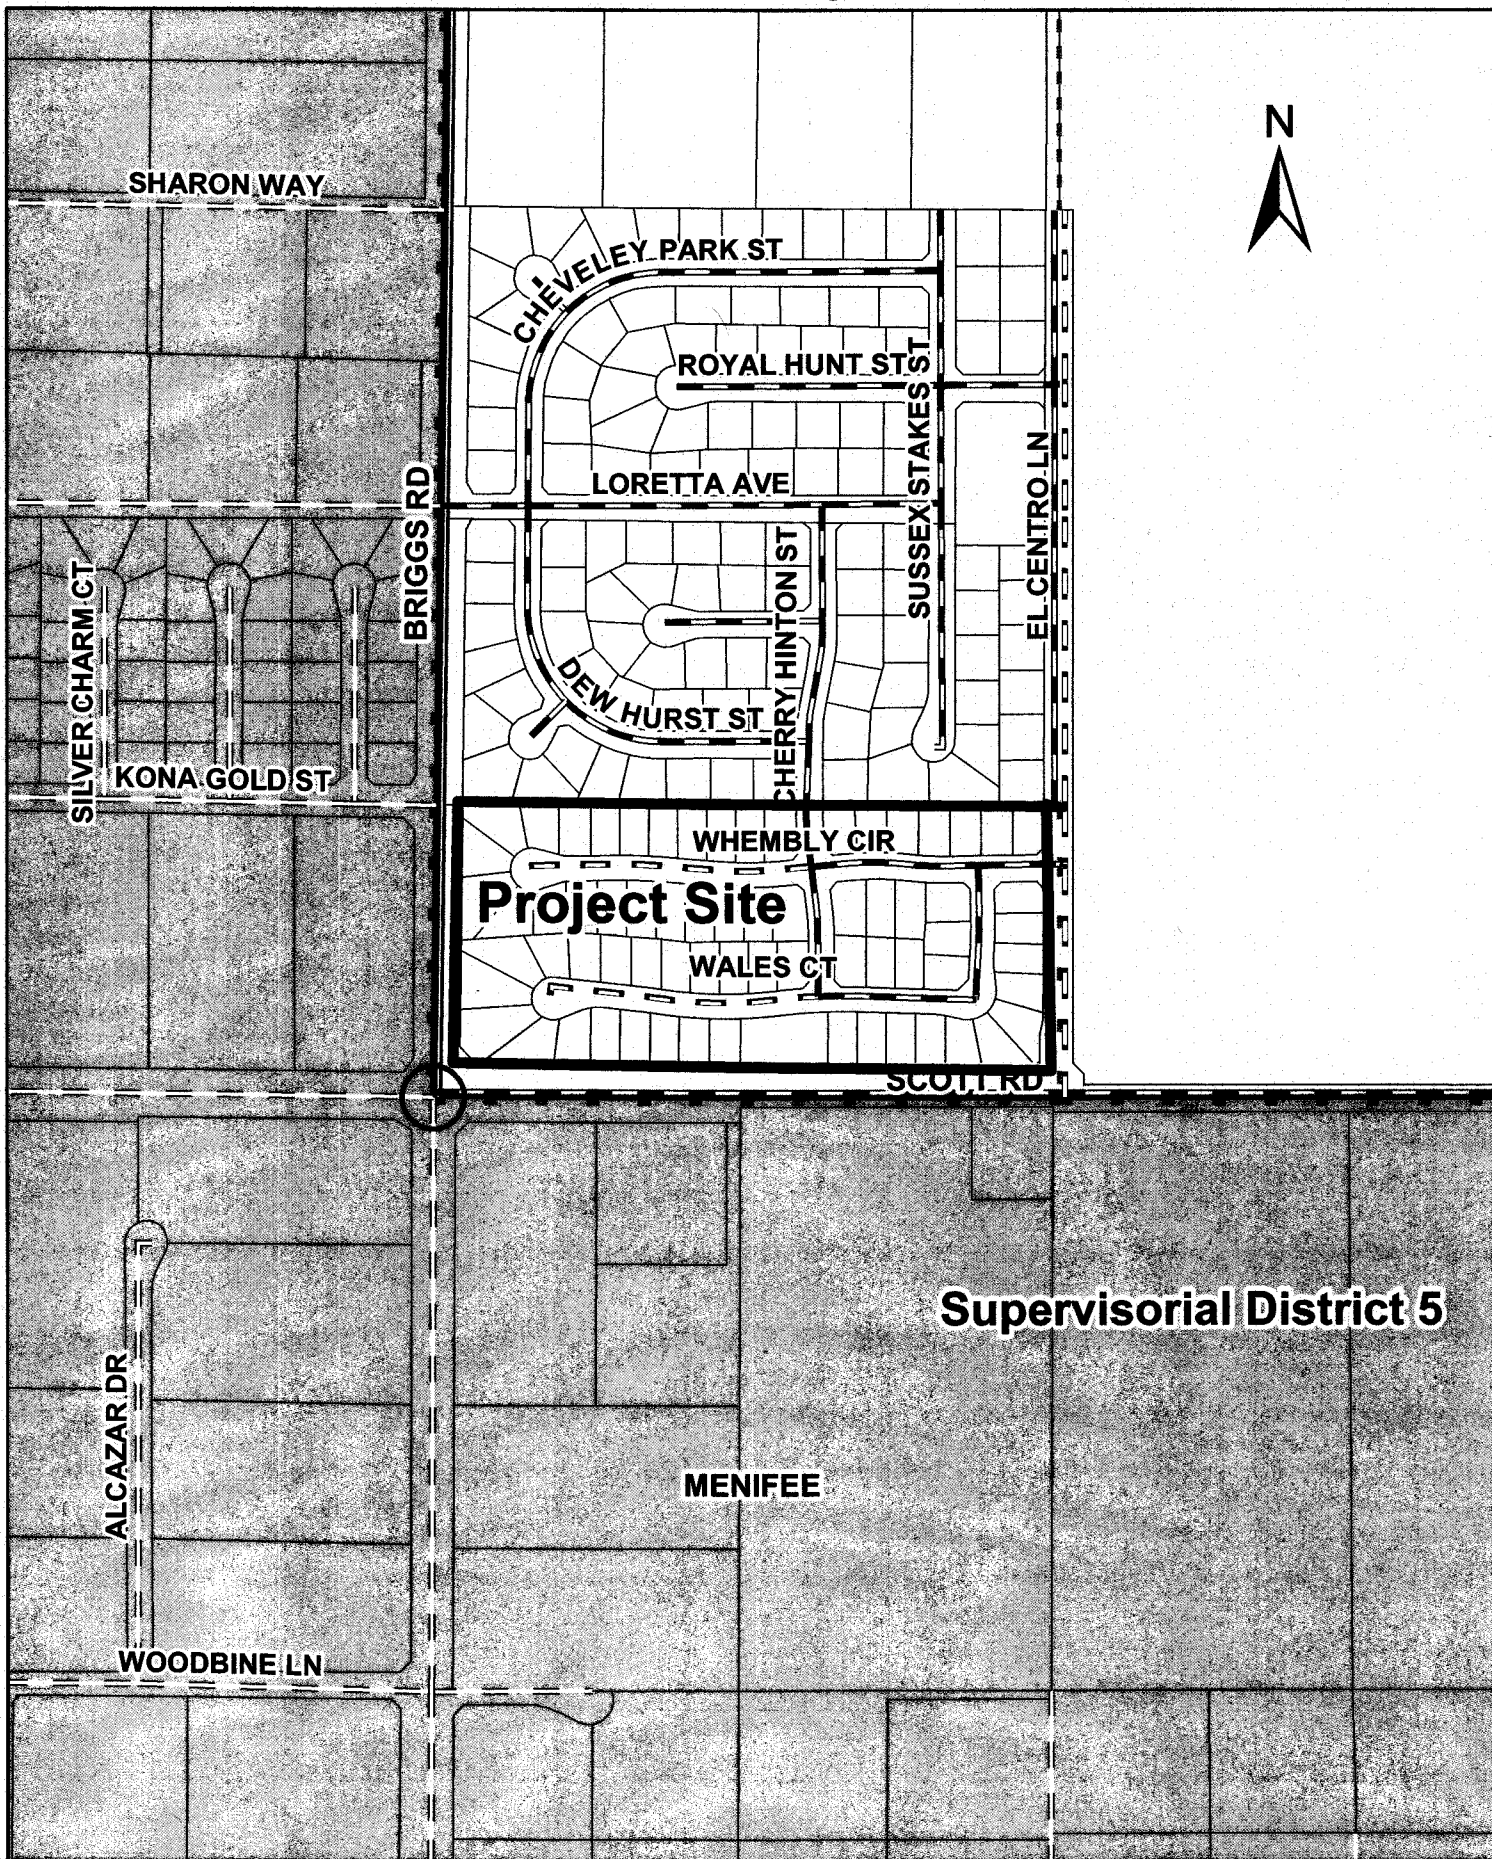 N
SHARON WAY
CHEVELEY PARK ST
ROYAL HUNT ST
SUSSEX STAKES ST
EL CENTRO LN
LORETTA AVE
BRIGGS RD
CHERRY HINTON ST
SILVER CHARM CT
DEW HURST ST
KONA GOLD ST
WHEMBLY CIR
Project Site
WALES CT
SCOTT RD
Supervisorial District 5
ALCAZAR DR
MENIFEE
WOODBINE LN